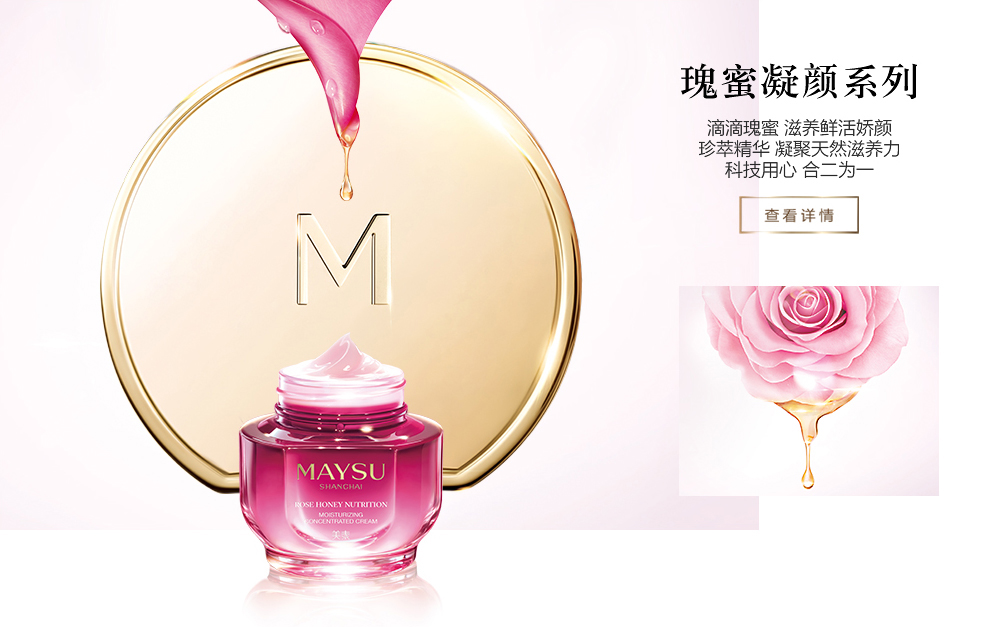 瑰蜜凝颜系列
滴滴瑰蜜 滋养鲜活娇颜
珍萃精华 凝聚天然滋养力
科技用心 合二为一
查看详情
M
MAYSU
SHANGHAI
ROSE HONEY NUTRITION
MOISTURIZING
CONCENTRATED CREAM
美素